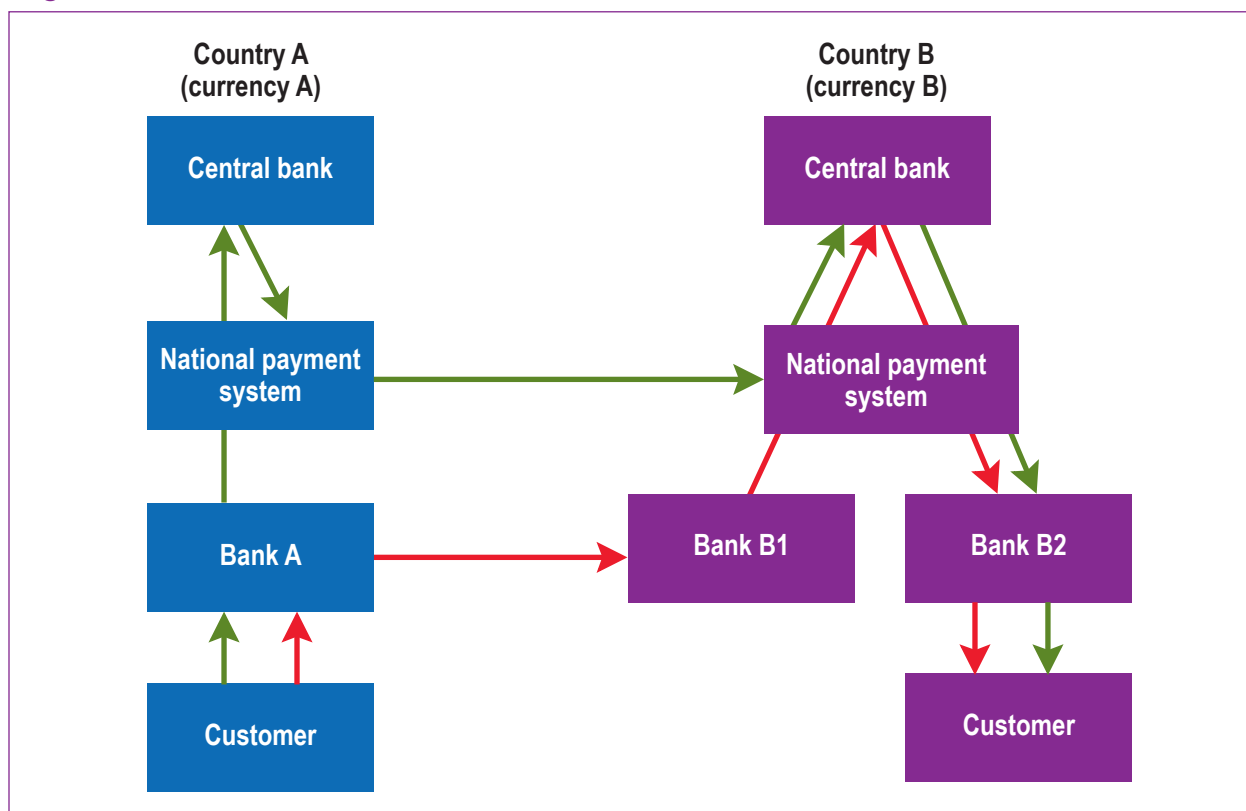 Country A
(currency A)
Country B
(currency B)
Central bank
Central bank
National payment
system
National payment
system
Bank A
Bank B1
Bank B2
Customer
Customer